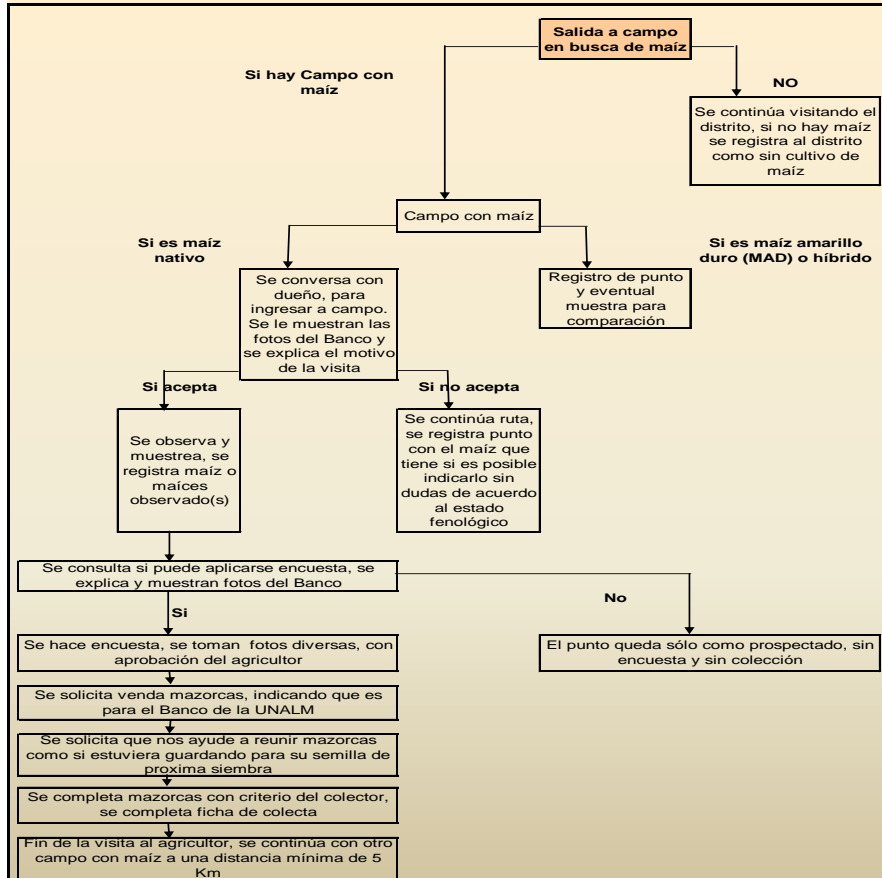 Salida a campo
en busca de maíz
Si hay Campo con
maíz
NO
Se continúa visitando el
distrito, si no hay maíz
se registra al distrito
como sin cultivo de
maíz
Campo con maíz
Si es maíz
nativo
Si es maíz amarillo
duro (MAD) o híbrido
Se conversa con
dueño, para
ingresar a campo.
Se le muestran las
fotos del Banco y
se explica el motivo
de la visita
Registro de punto
y eventual
muestra para
comparación
Si acepta
Si no acepta
Se observa y
muestrea, se
registra maíz o
maíces
observado(s)
Se continúa ruta,
se registra punto
con el maíz que
tiene si es posible
indicarlo sin
dudas de acuerdo
al estado
fenológico
Se consulta si puede aplicarse encuesta, se
explica y muestran fotos del Banco
Si
No
Se hace encuesta, se toman fotos diversas, con
aprobación del agricultor
El punto queda sólo como prospectado, sin
encuesta y sin colección
Se solicita venda mazorcas, indicando que es
para el Banco de la UNALM
Se solicita que nos ayude a reunir mazorcas
como si estuviera guardando para su semilla de
proxima siembra
Se completa mazorcas con criterio del colector,
se completa ficha de colecta
Fin de la visita al agricultor, se continúa con otro
campo con maíz a una distancia mínima de 5
Km